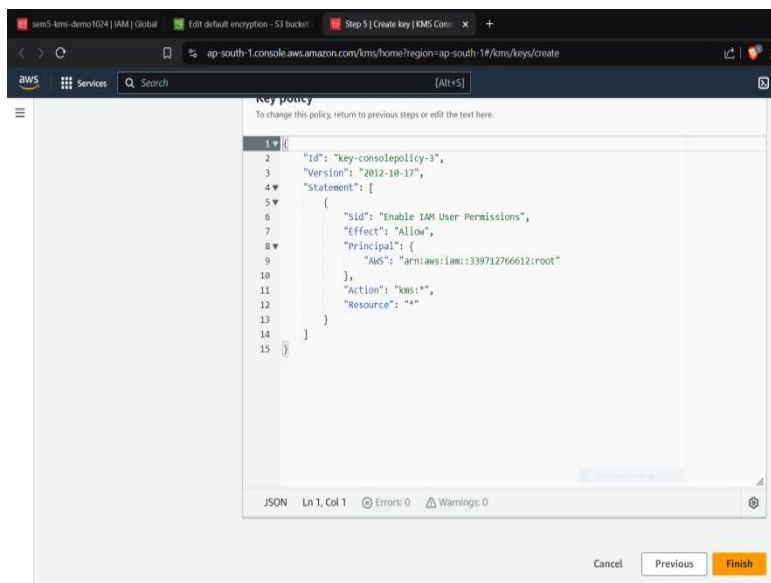 sem5-kms-demo1024 | IAM | Global
Edit default encryption - S3 bucket
Step 5 | Create key | KMS Cons
ap-south-1.console.aws.amazon.com/kms/home?region=ap-south-1#/kms/keys/create
aws Services Search [Alt+S]
Key policy
To change this policy, return to previous steps or edit the text here.
1 {
2 "Id": "key-consolepolicy-3",
3 "Version": "2012-10-17",
4 "Statement": [
5 {
6 "Sid": "Enable IAM User Permissions",
7 "Effect": "Allow",
8 "Principal": {
9 "AWS": "arn:aws:iam::339712766612:root"
10 },
11 "Action": "kms:*",
12 "Resource": "*"
13 }
14 ]
15 }
JSON Ln 1, Col 1 Errors: 0 Warnings: 0
Cancel Previous Finish